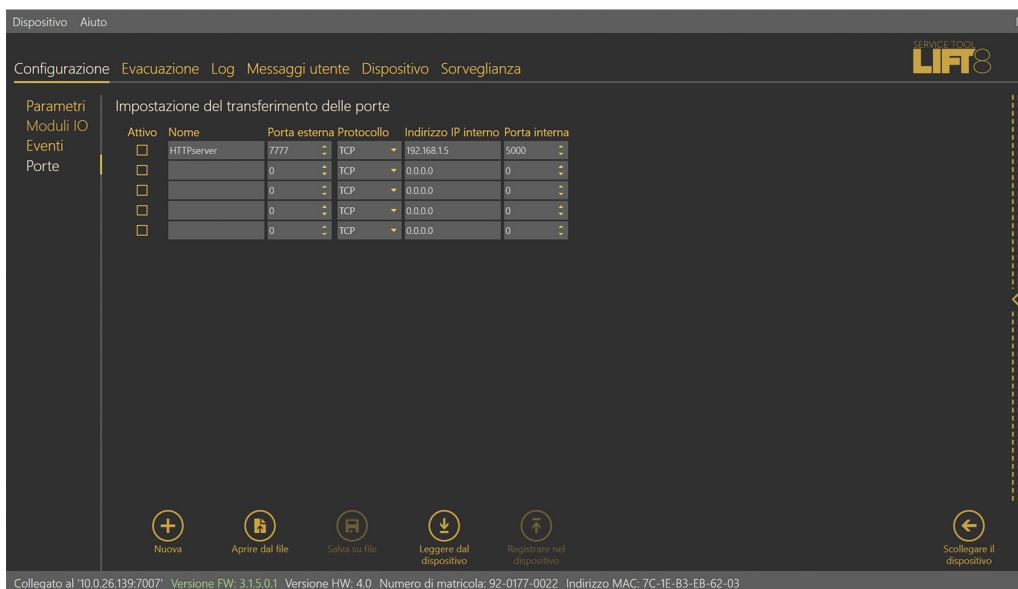 Dispositivo Aiuto
SERVICE TOOL
LIFT8
Configurazione Evacuazione Log Messaggi utente Dispositivo Sorveglianza
Parametri
Moduli IO
Eventi
Porte
Impostazione del transferimento delle porte
Attivo Nome Porta esterna Protocollo Indirizzo IP interno Porta interna
HTTPserver 7777 TCP 192.168.1.5 5000
0 TCP 0.0.0.0 0
0 TCP 0.0.0.0 0
0 TCP 0.0.0.0 0
0 TCP 0.0.0.0 0
Nuova
Aprire dal file
Salva su file
Leggere dal
dispositivo
Registrare nel
dispositivo
Scollegare il
dispositivo
Collegato al '10.0.26.139:7007' Versione FW: 3.1.5.0.1 Versione HW: 4.0 Numero di matricola: 92-0177-0022 Indirizzo MAC: 7C-1E-B3-EB-62-03